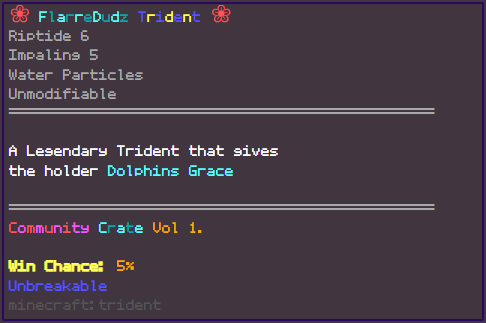 ❀ FlarreDudz Trident ❀
Riptide 6
Impaling 5
Water Particles
Unmodifiable
A Legendary Trident that gives
the holder Dolphins Grace
Community Crate Vol 1.
Win Chance: 5%
Unbreakable
minecraft:trident